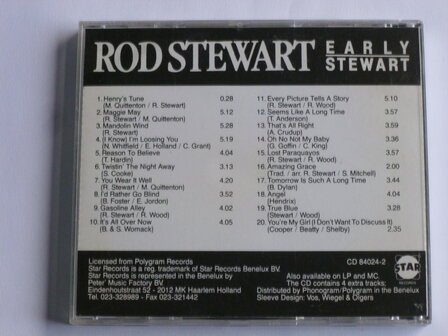 ROD STEWART EARLY STEWART
1. Henry's Tune 0.28
(M. Quittenton / R. Stewart)
2. Maggie May 5.12
(R. Stewart / M. Quittenton)
3. Mandolin Wind 5.28
(R. Stewart)
4. (I Know) I'm Loosing You 5.19
(N. Whitfield / E. Holland / C. Grant)
5. Reason To Believe 4.04
(T. Hardin)
6. Twistin' The Night Away 3.13
(S. Cooke)
7. You Wear It Well 4.20
(R. Stewart / M. Quittenton)
8. I'd Rather Go Blind 3.50
(B. Foster / E. Jordon)
9. Gasoline Alley 4.02
(R. Stewart / R. Wood)
10. It's All Over Now 4.05
(B. & S. Womack)
11. Every Picture Tells A Story 5.10
(R. Stewart / R. Wood)
12. Seems Like A Long Time 3.57
(T. Anderson)
13. That's All Right 3.59
(A. Crudup)
14. Oh No Not My Baby 3.36
(G. Goffin / C. King)
15. Lost Paraquayos 3.57
(R. Stewart / R. Wood)
16. Amazing Grace 2.00
(Trad. / arr. R. Stewart / S. Mitchell)
17. Tomorrow Is Such A Long Time 3.44
(B. Dylan)
18. Angel 4.04
(Hendrix)
19. True Blue 3.28
(Stewart / Wood)
20. You're My Girl (I Don't Want To Discuss It)
(Cooper / Beatty / Shelby) 2.35
Licensed from Polygram Records
Star Records is a reg. trademark of Star Records Benelux BV.
Star Records is represented in the Benelux by
Peter' Music Factory BV.
Eindenhoutstraat 52 - 2012 MK Haarlem Holland
Tel. 023-328989 - Fax 023-321442
CD 84024-2
Also available on LP and MC.
The CD contains 4 extra tracks:
Distributed by Phonogram/Polygram in the Benelux
Sleeve Design: Vos, Wiegel & Olgers
STAR
RECORDS